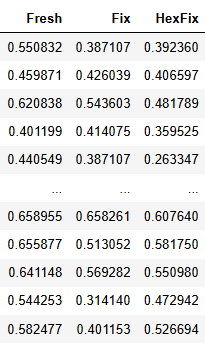 Fresh Fix HexFix
0.550832 0.387107 0.392360
0.459871 0.426039 0.406597
0.620838 0.543603 0.481789
0.401199 0.414075 0.359525
0.440549 0.387107 0.263347
... ... ...
0.658955 0.658261 0.607640
0.655877 0.513052 0.581750
0.641148 0.569282 0.550980
0.544253 0.314140 0.472942
0.582477 0.401153 0.526694